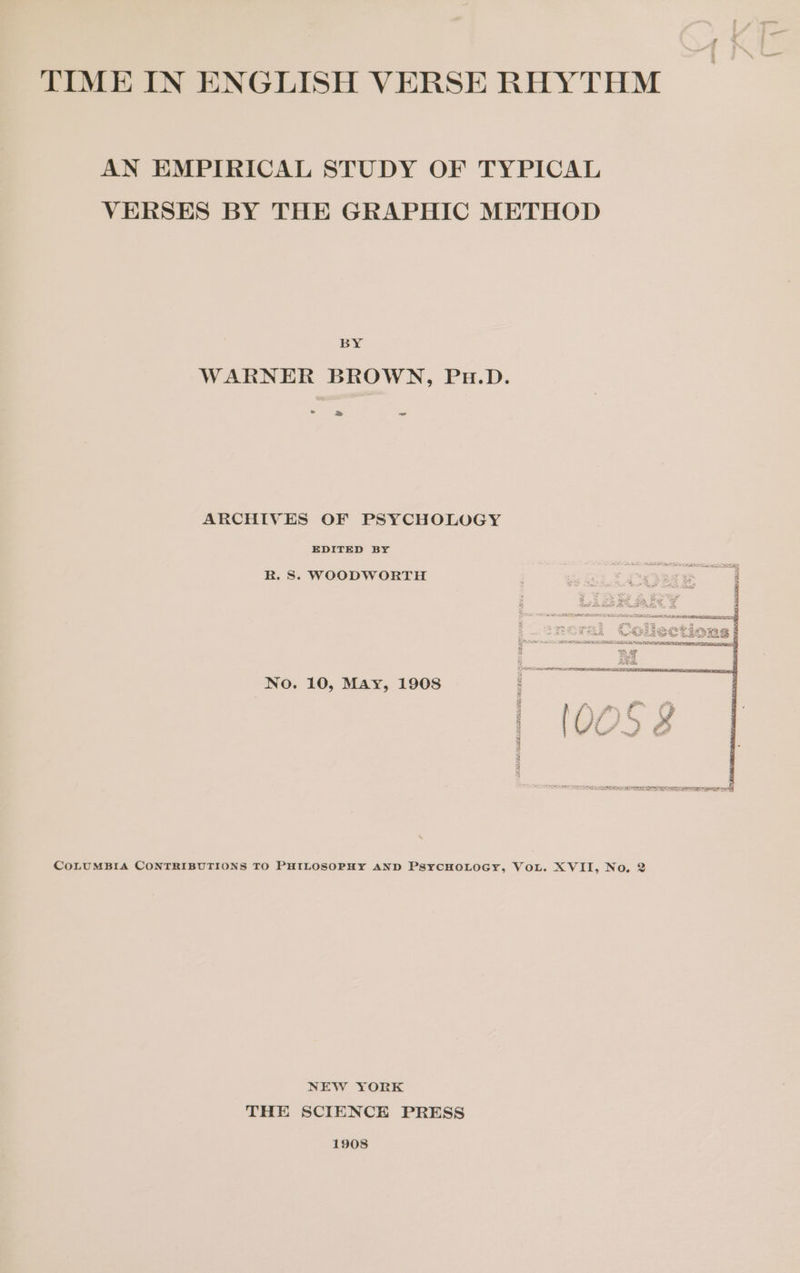 TIME IN ENGLISH VERSE RHYTHM
AN EMPIRICAL STUDY OF TYPICAL
VERSES BY THE GRAPHIC METHOD
BY
WARNER BROWN, PH.D.
ARCHIVES OF PSYCHOLOGY
EDITED BY
R. S. WOODWORTH
LIBRARY
Collections
M
No. 10, MAY, 1908
10058
COLUMBIA CONTRIBUTIONS TO PHILOSOPHY AND PSYCHOLOGY, VOL. XVII, No. 2
NEW YORK
THE SCIENCE PRESS
1908